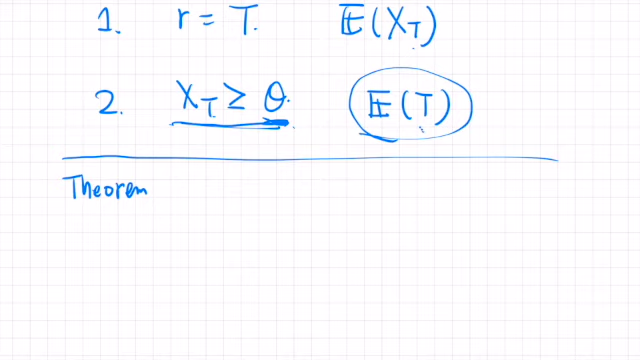 1. r = T. 𝔼(X_T)
2. X_T ≥ θ. 𝔼(T)
Theorem